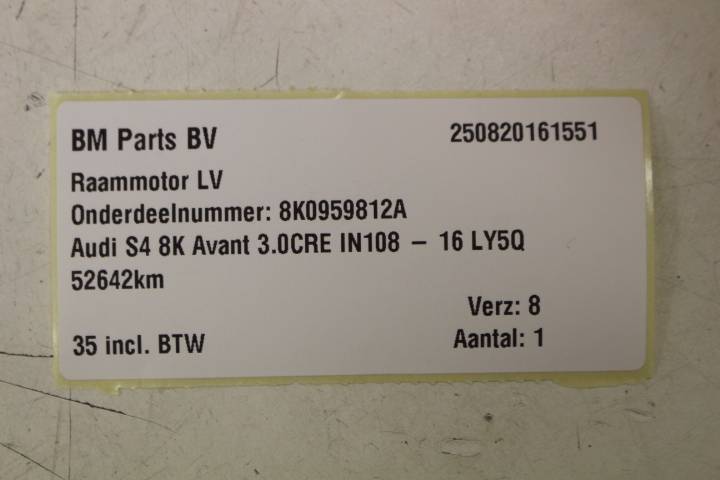 BM Parts BV 250820161551
Raammotor LV
Onderdeelnummer: 8K0959812A
Audi S4 8K Avant 3.0CRE IN108 – 16 LY5Q
52642km
Verz: 8
35 incl. BTW Aantal: 1